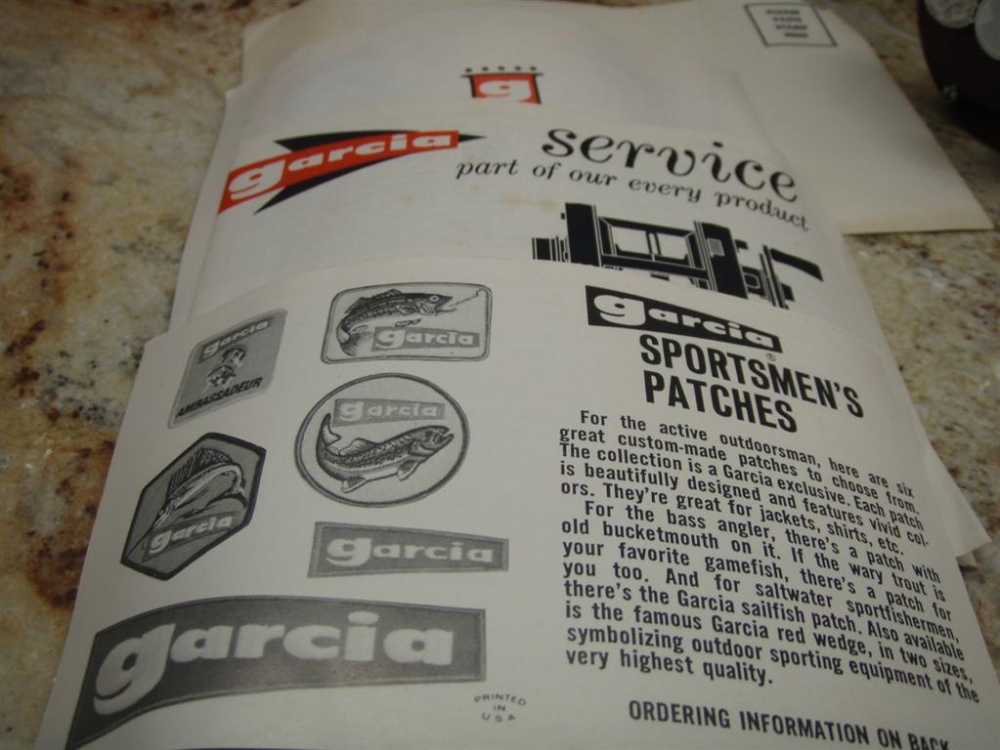 g
garcia
service
part of our every product
garcia
SPORTSMEN'S®
PATCHES
For the active outdoorsman, here are six
great custom-made patches to choose from.
The collection is a Garcia exclusive. Each patch
is beautifully designed and features vivid col-
ors. They're great for jackets, shirts, etc.
For the bass angler, there's a patch with
old bucketmouth on it. If the wary trout is
your favorite gamefish, there's a patch for
you too. And for saltwater sportfishermen,
there's the Garcia sailfish patch. Also available
is the famous Garcia red wedge, in two sizes,
symbolizing outdoor sporting equipment of the
very highest quality.
ORDERING INFORMATION ON BACK
garcia
AMBASSADEUR
garcia
garcia
garcia
garcia
garcia
PRINTED
IN
USA